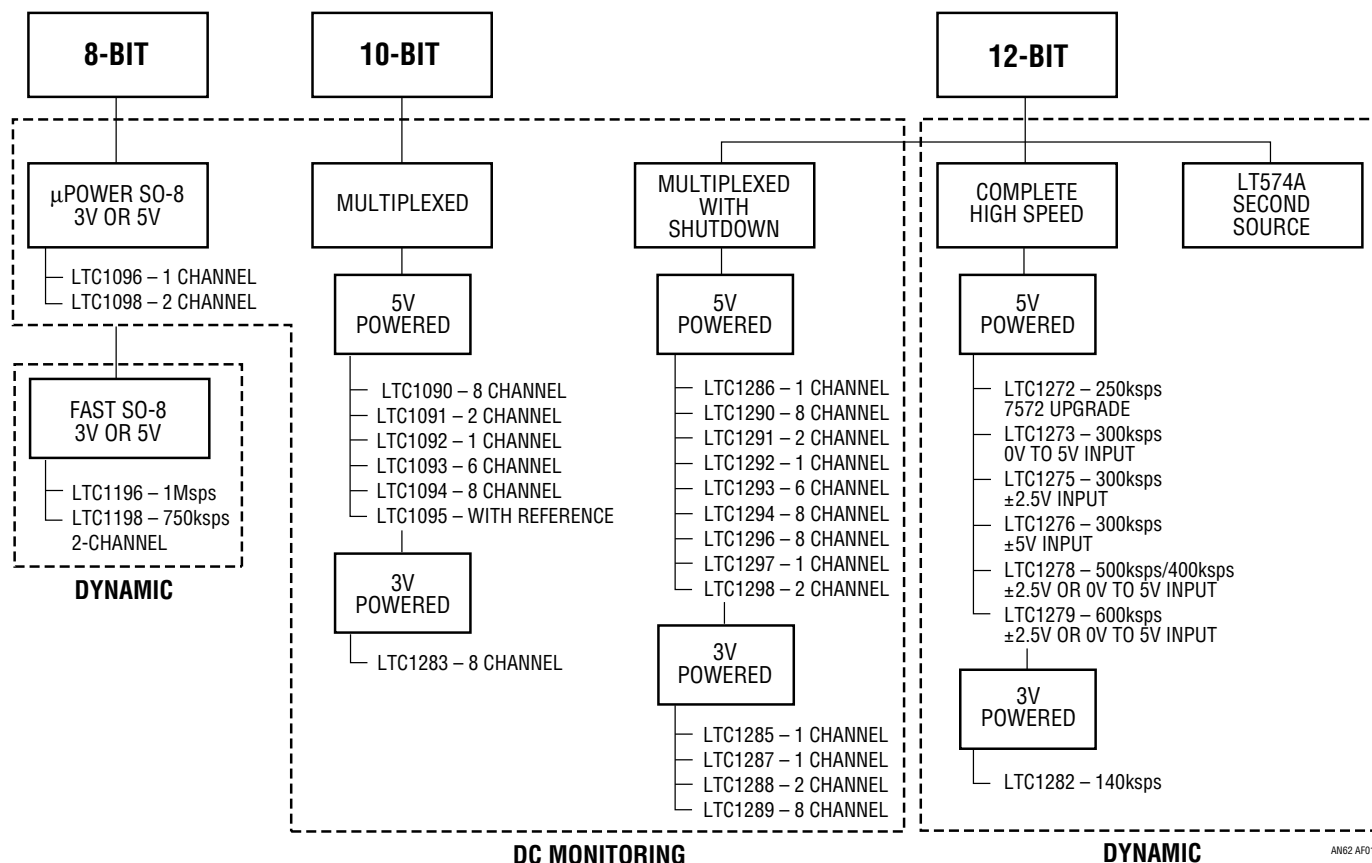 8-BIT
10-BIT
12-BIT
µPOWER SO-8
3V OR 5V
LTC1096 – 1 CHANNEL
LTC1098 – 2 CHANNEL
FAST SO-8
3V OR 5V
LTC1196 – 1Msps
LTC1198 – 750ksps
2-CHANNEL
DYNAMIC
MULTIPLEXED
5V
POWERED
LTC1090 – 8 CHANNEL
LTC1091 – 2 CHANNEL
LTC1092 – 1 CHANNEL
LTC1093 – 6 CHANNEL
LTC1094 – 8 CHANNEL
LTC1095 – WITH REFERENCE
3V
POWERED
LTC1283 – 8 CHANNEL
MULTIPLEXED
WITH
SHUTDOWN
5V
POWERED
LTC1286 – 1 CHANNEL
LTC1290 – 8 CHANNEL
LTC1291 – 2 CHANNEL
LTC1292 – 1 CHANNEL
LTC1293 – 6 CHANNEL
LTC1294 – 8 CHANNEL
LTC1296 – 8 CHANNEL
LTC1297 – 1 CHANNEL
LTC1298 – 2 CHANNEL
3V
POWERED
LTC1285 – 1 CHANNEL
LTC1287 – 1 CHANNEL
LTC1288 – 2 CHANNEL
LTC1289 – 8 CHANNEL
DC MONITORING
COMPLETE
HIGH SPEED
5V
POWERED
LTC1272 – 250ksps
7572 UPGRADE
LTC1273 – 300ksps
0V TO 5V INPUT
LTC1275 – 300ksps
±2.5V INPUT
LTC1276 – 300ksps
±5V INPUT
LTC1278 – 500ksps/400ksps
±2.5V OR 0V TO 5V INPUT
LTC1279 – 600ksps
±2.5V OR 0V TO 5V INPUT
3V
POWERED
LTC1282 – 140ksps
LT574A
SECOND
SOURCE
DYNAMIC
AN62